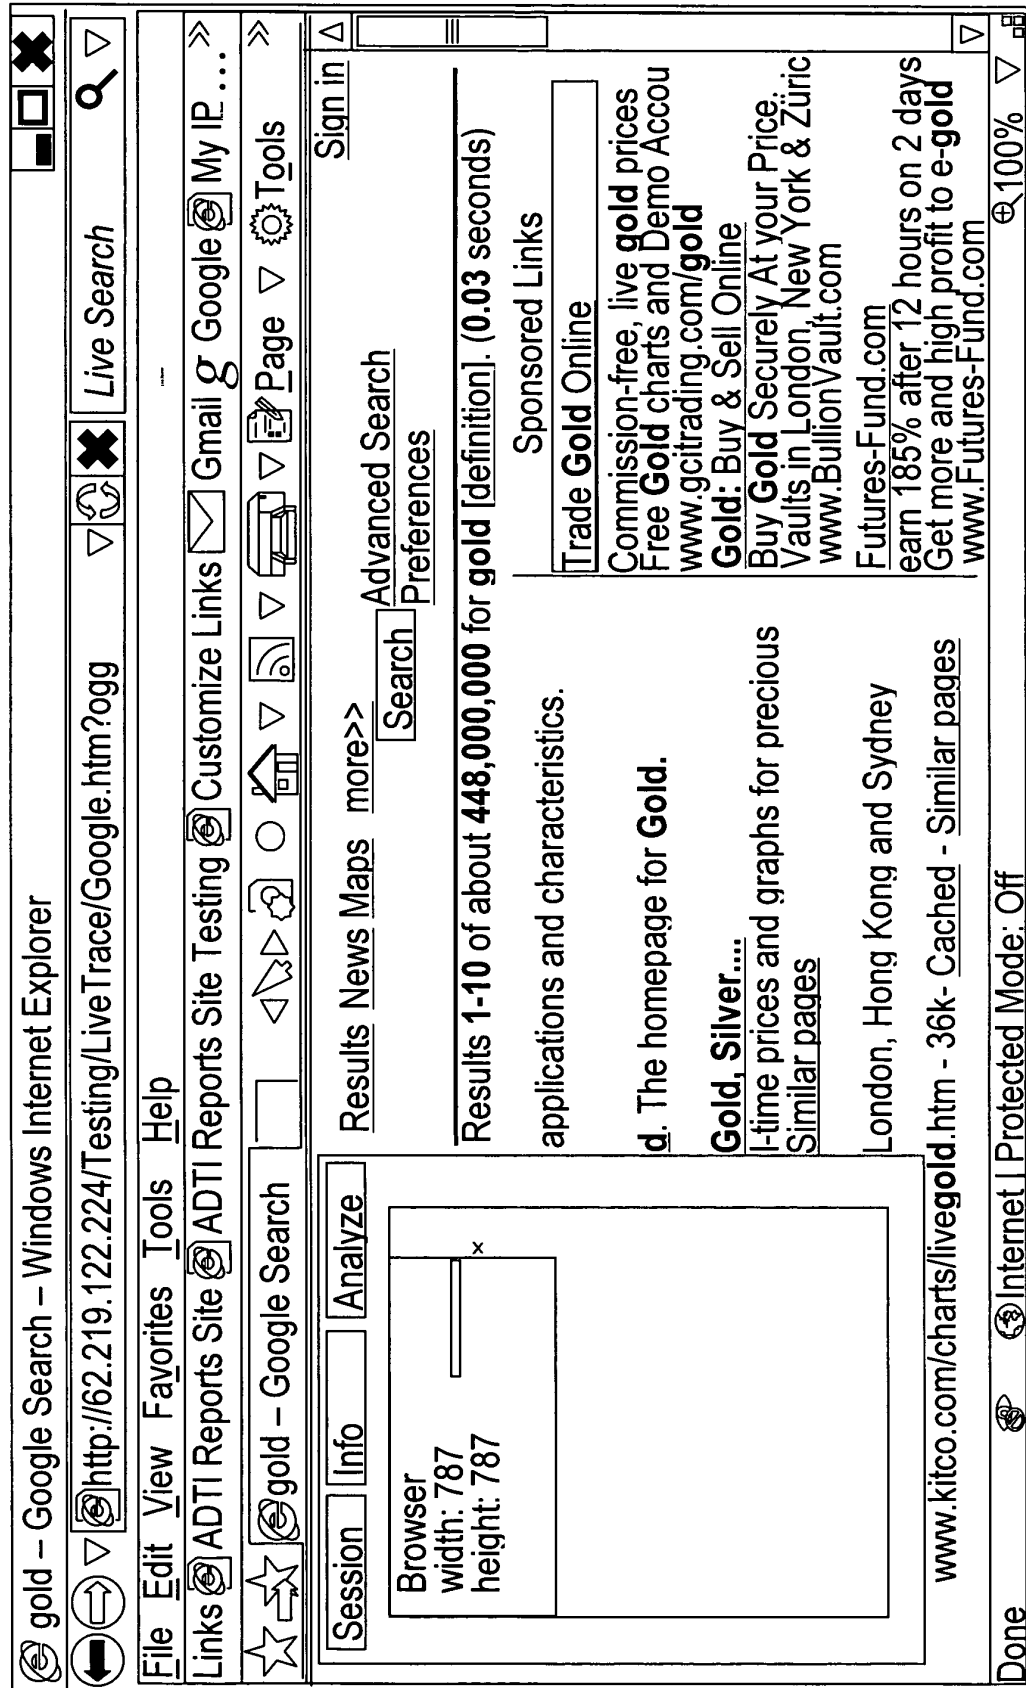 gold – Google Search – Windows Internet Explorer
http://62.219.122.224/Testing/LiveTrace/Google.htm?ogg
Live Search
File Edit View Favorites Tools Help
Links ADTI Reports Site ADTI Reports Site Testing Customize Links Gmail g Google My IP... »
gold – Google Search
Page Tools »
Sign in
Session Info Analyze
Browser
width: 787
height: 787
x
Results News Maps more>>
Search
Advanced Search
Preferences
Results 1-10 of about 448,000,000 for gold [definition]. (0.03 seconds)
applications and characteristics.
d. The homepage for Gold.
Gold, Silver....
l-time prices and graphs for precious
Similar pages
London, Hong Kong and Sydney
www.kitco.com/charts/livegold.htm - 36k- Cached - Similar pages
Sponsored Links
Trade Gold Online
Commission-free, live gold prices
Free Gold charts and Demo Accou
www.gcitrading.com/gold
Gold: Buy & Sell Online
Buy Gold Securely At your Price.
Vaults in London, New York & Züric
www.BullionVault.com
Futures-Fund.com
earn 185% after 12 hours on 2 days
Get more and high profit to e-gold
www.Futures-Fund.com
Done
Internet | Protected Mode: Off
100%